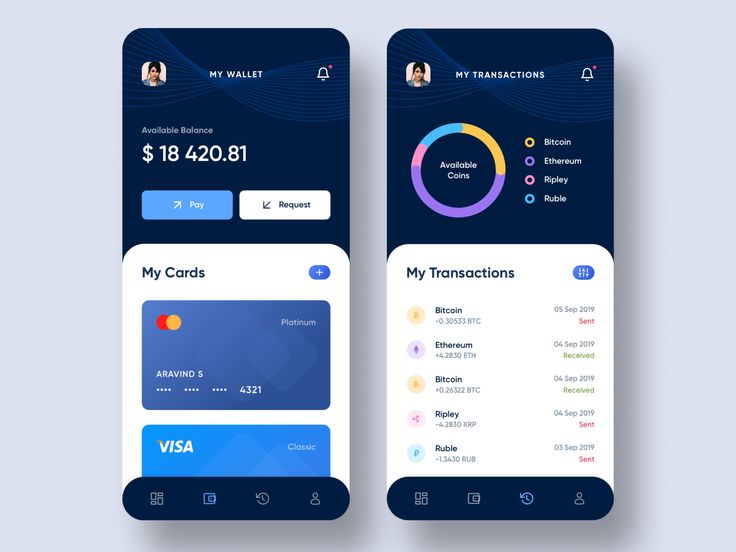 MY WALLET
Available Balance
$ 18 420.81
Pay
Request
My Cards
Platinum
ARAVIND S
•••• •••• •••• 4321
VISA
Classic
MY TRANSACTIONS
Available
Coins
Bitcoin
Ethereum
Ripley
Ruble
My Transactions
Bitcoin 05 Sep 2019
-0.30533 BTC Sent
Ethereum 04 Sep 2019
+4.2830 ETH Received
Bitcoin 04 Sep 2019
+0.26322 BTC Received
Ripley 04 Sep 2019
-4.2830 XRP Sent
Ruble 03 Sep 2019
-1.3430 RUB Sent